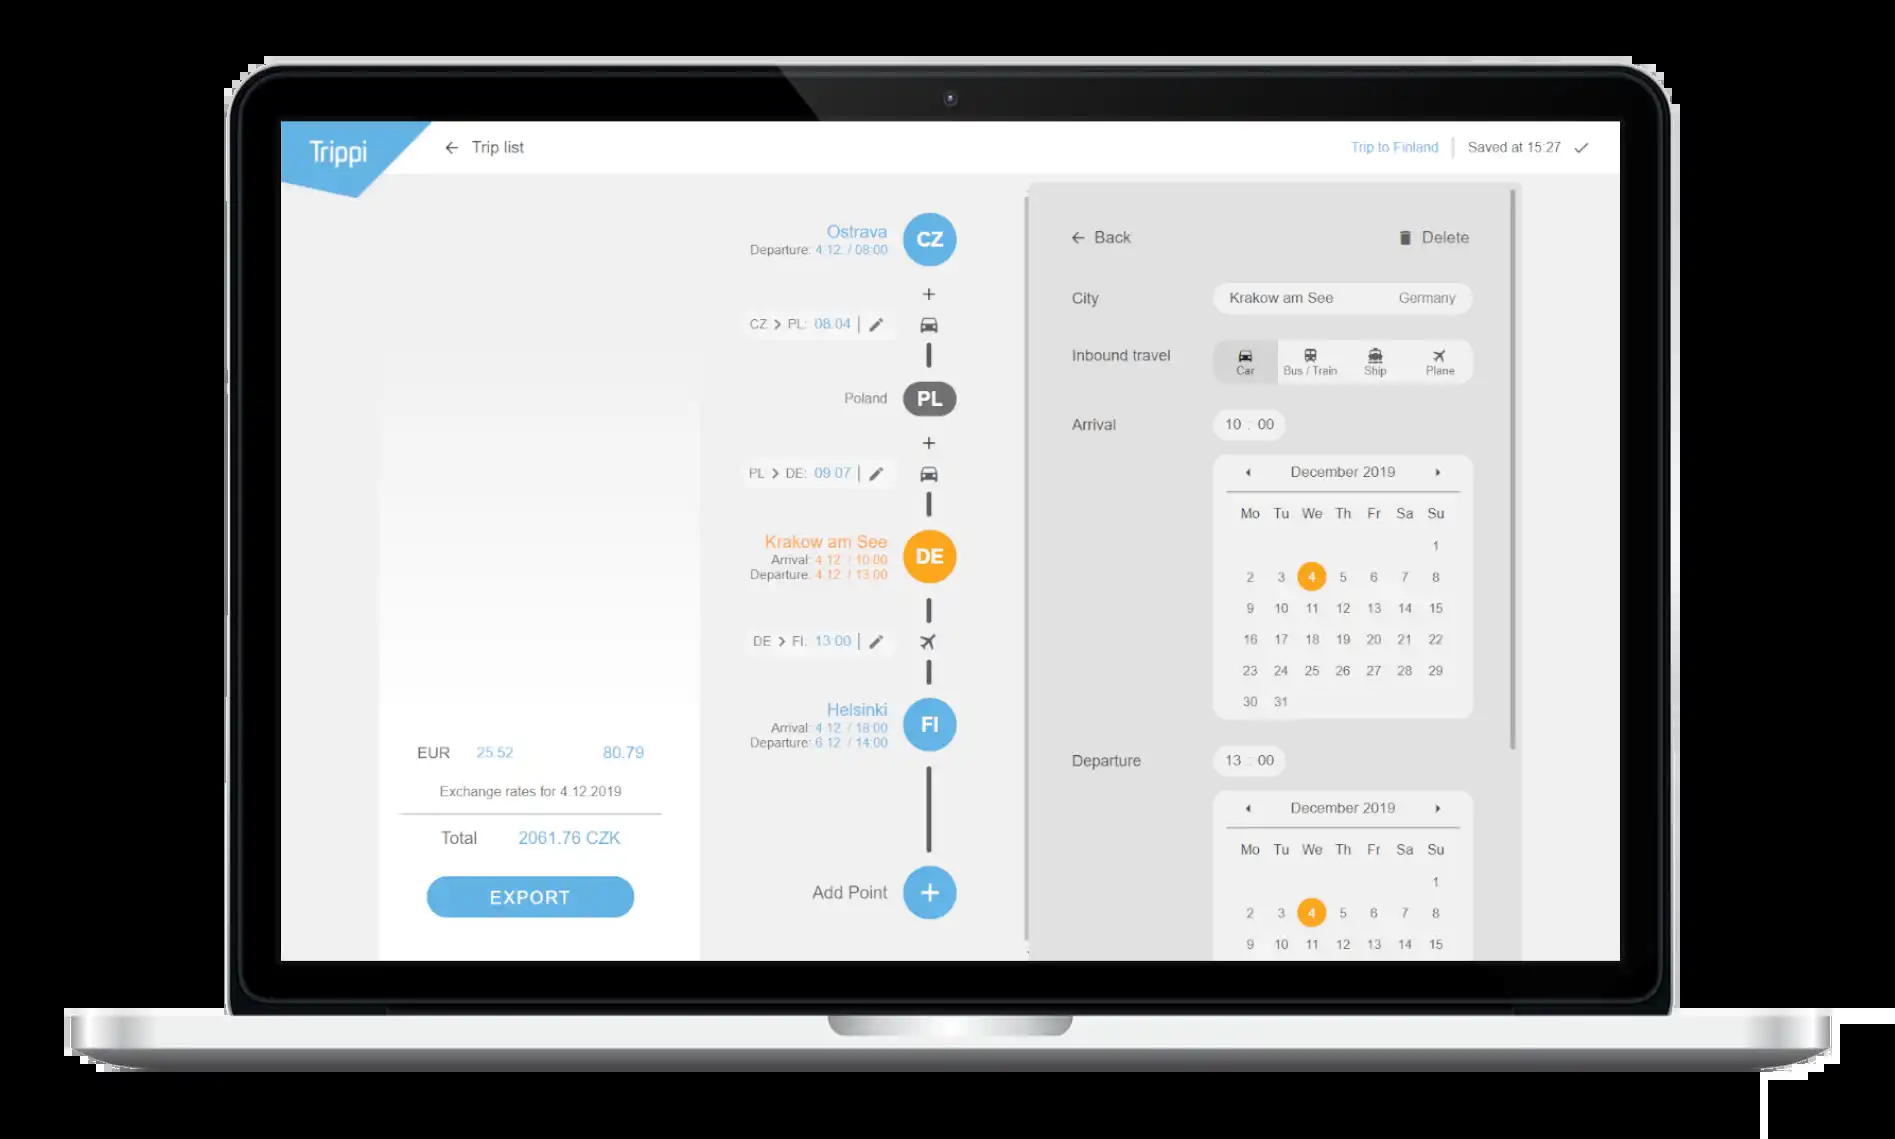 Trippi
← Trip list
Trip to Finland | Saved at 15:27 ✓
Ostrava
Departure: 4 12. / 08:00
CZ
+
CZ > PL: 08.04 |
Poland
PL
+
PL > DE: 09 07 |
Krakow am See
Arrival: 4 12. / 10:00
Departure: 4 12. / 13:00
DE
DE > FI: 13:00 |
Helsinki
Arrival: 4 12. / 18:00
Departure: 6 12. / 14:00
FI
Add Point +
EUR 25.52 80.79
Exchange rates for 4.12.2019
Total 2061.76 CZK
EXPORT
← Back
Delete
City
Krakow am See Germany
Inbound travel
Car Bus / Train Ship Plane
Arrival
10 : 00
December 2019
Mo Tu We Th Fr Sa Su
1
2 3 4 5 6 7 8
9 10 11 12 13 14 15
16 17 18 19 20 21 22
23 24 25 26 27 28 29
30 31
Departure
13 : 00
December 2019
Mo Tu We Th Fr Sa Su
1
2 3 4 5 6 7 8
9 10 11 12 13 14 15